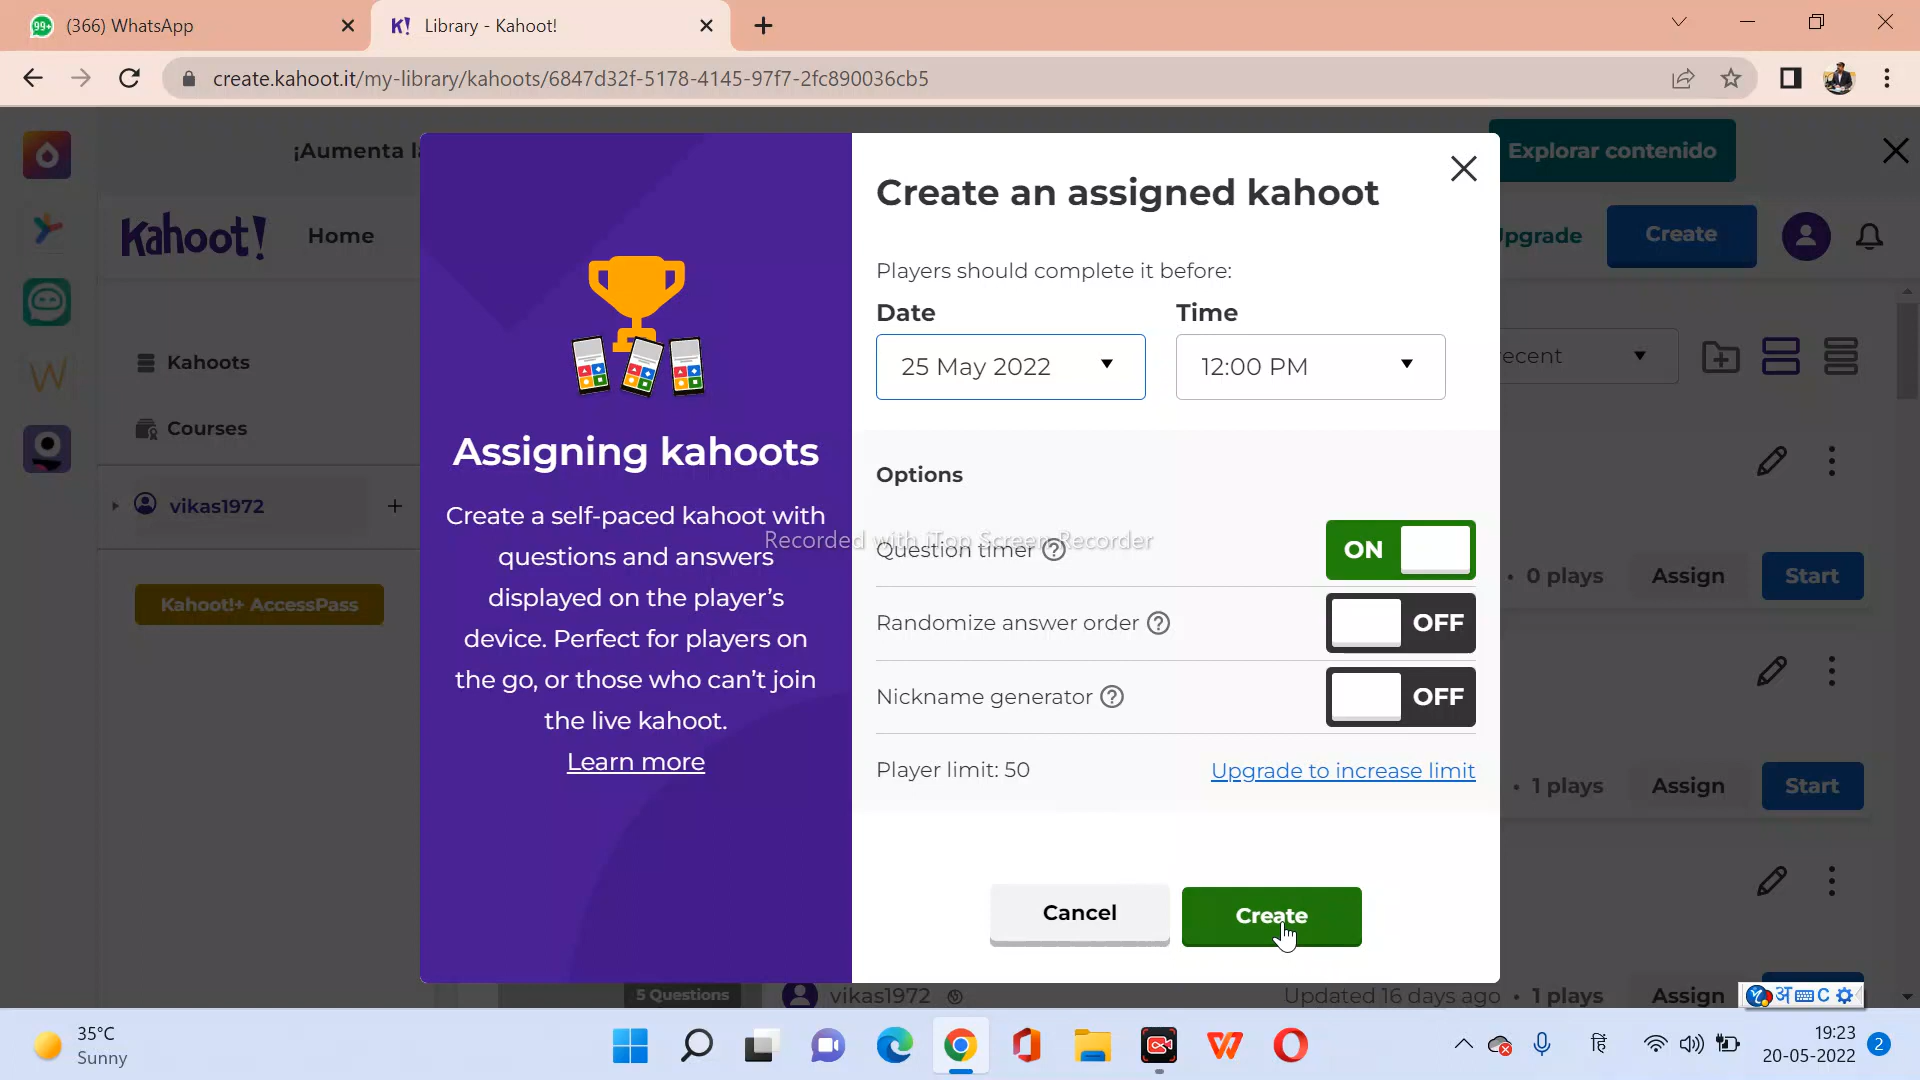 (366) WhatsApp
Library - Kahoot!
create.kahoot.it/my-library/kahoots/6847d32f-5178-4145-97f7-2fc890036cb5
¡Aumenta
Explorar contenido
Kahoot!
Home
Upgrade
Create
Kahoots
Courses
vikas1972
Kahoot!+ AccessPass
Assigning kahoots
Create a self-paced kahoot with
questions and answers
displayed on the player's
device. Perfect for players on
the go, or those who can't join
the live kahoot.
Learn more
Create an assigned kahoot
Players should complete it before:
Date
Time
25 May 2022
12:00 PM
Options
Recorded with iTop Screen Recorder
Question timer
ON
Randomize answer order
OFF
Nickname generator
OFF
Player limit: 50
Upgrade to increase limit
Cancel
Create
recent
• 0 plays
Assign
Start
• 1 plays
Assign
Start
5 Questions
vikas1972
Updated 16 days ago
• 1 plays
Assign
अ
C
35°C
Sunny
हिं
19:23
20-05-2022
2